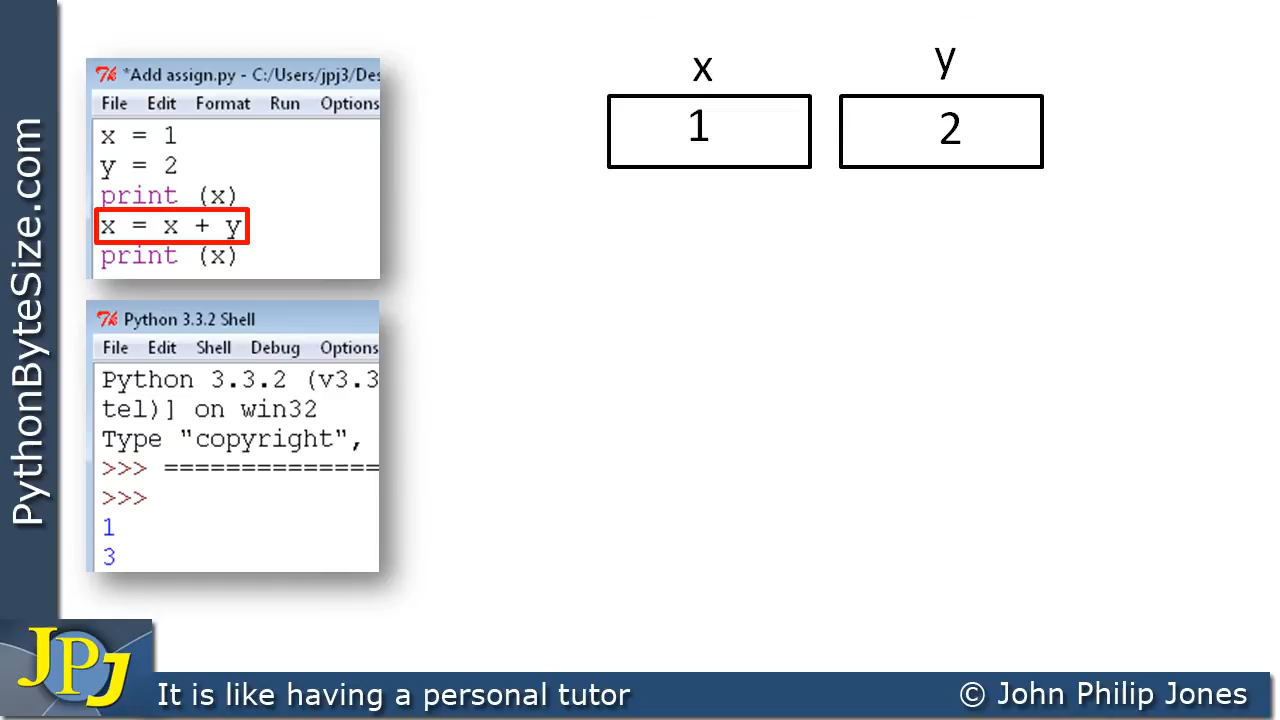 PythonByteSize.com
*Add assign.py - C:/Users/jpj3/Des
File Edit Format Run Options
x = 1
y = 2
print (x)
x = x + y
print (x)
Python 3.3.2 Shell
File Edit Shell Debug Options
Python 3.3.2 (v3.3
tel)] on win32
Type "copyright",
>>> ==============
>>>
1
3
x y
1 2
JPJ
It is like having a personal tutor
© John Philip Jones